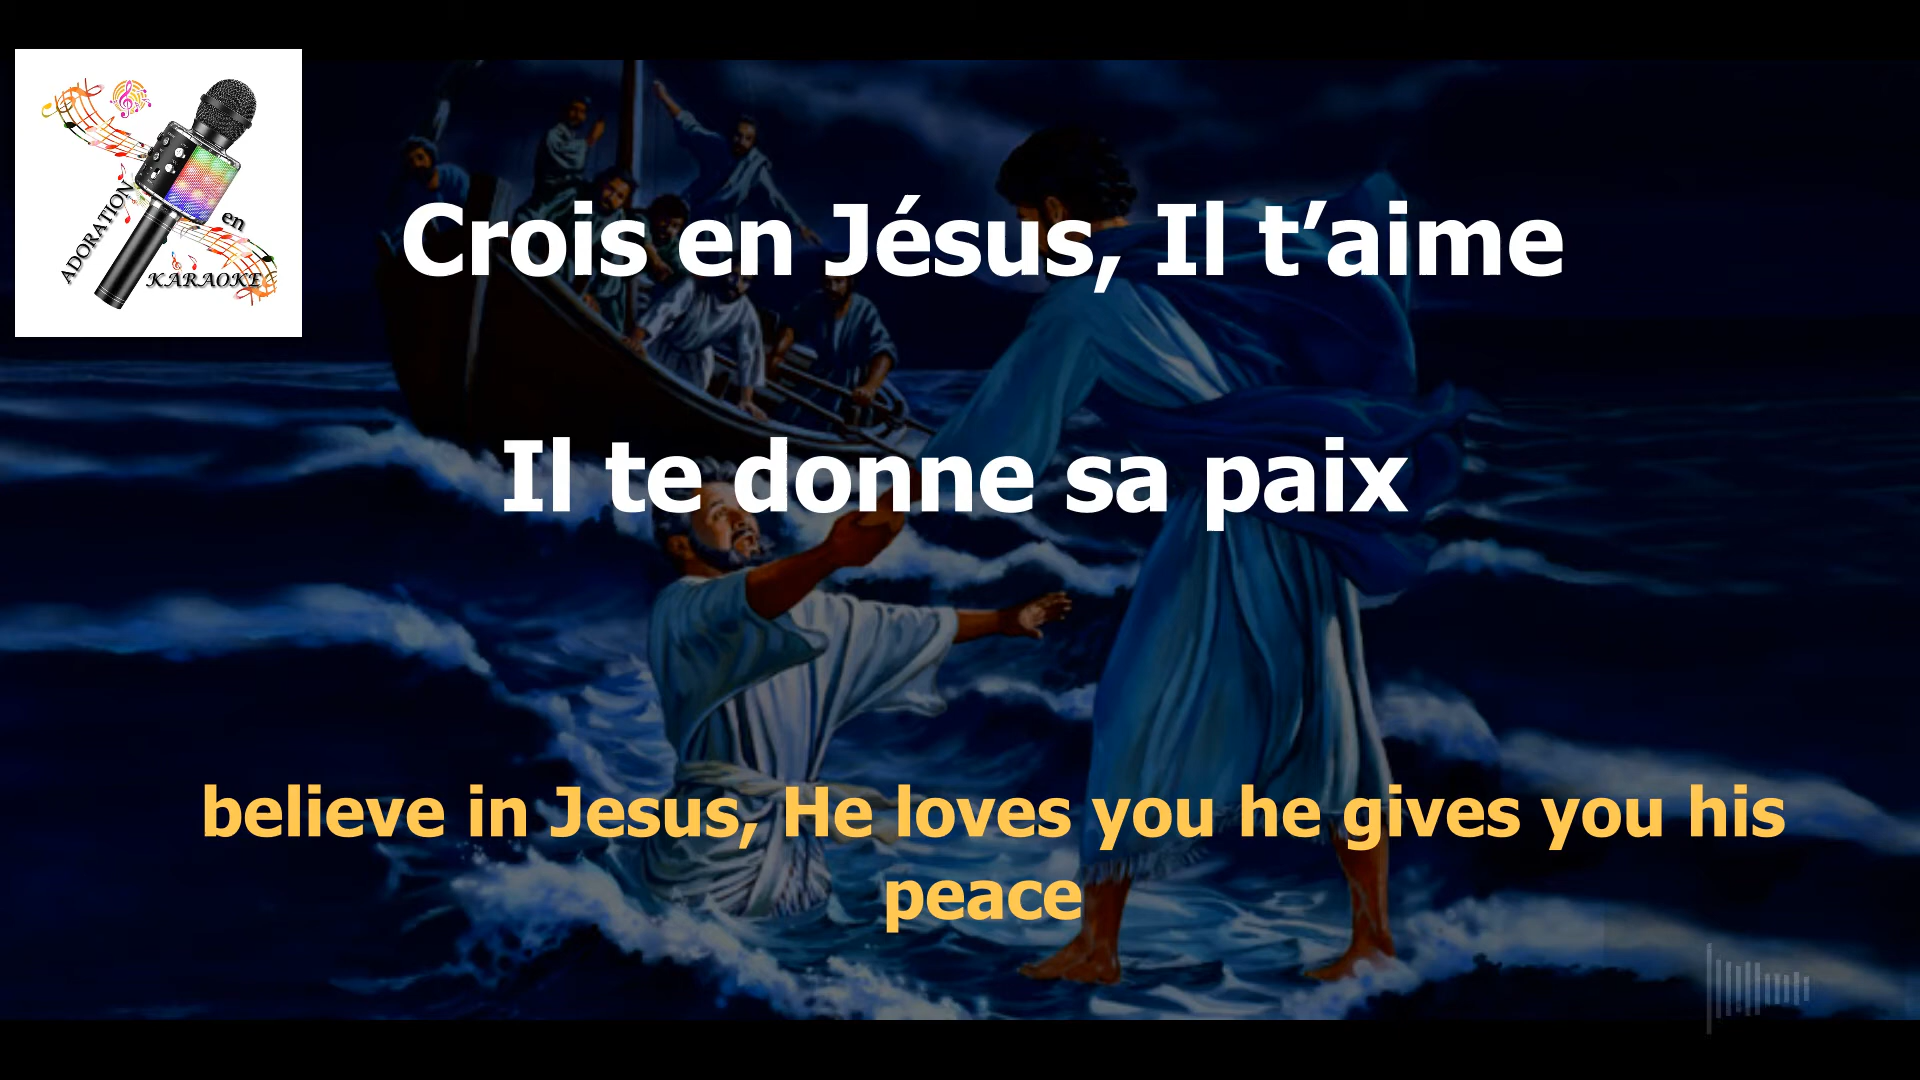 ADORATION
en
KARAOKE
Crois en Jésus, Il t’aime
Il te donne sa paix
believe in Jesus, He loves you he gives you his
peace